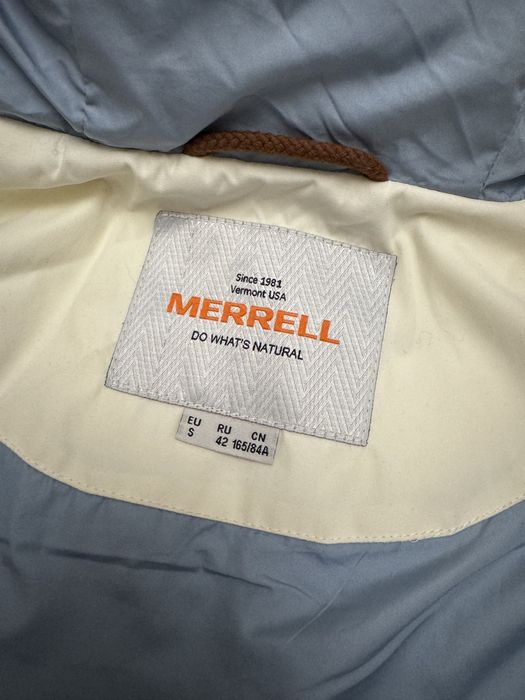 Since 1981
Vermont USA
MERRELL
DO WHAT'S NATURAL
EU RU CN
S 42 165/84A